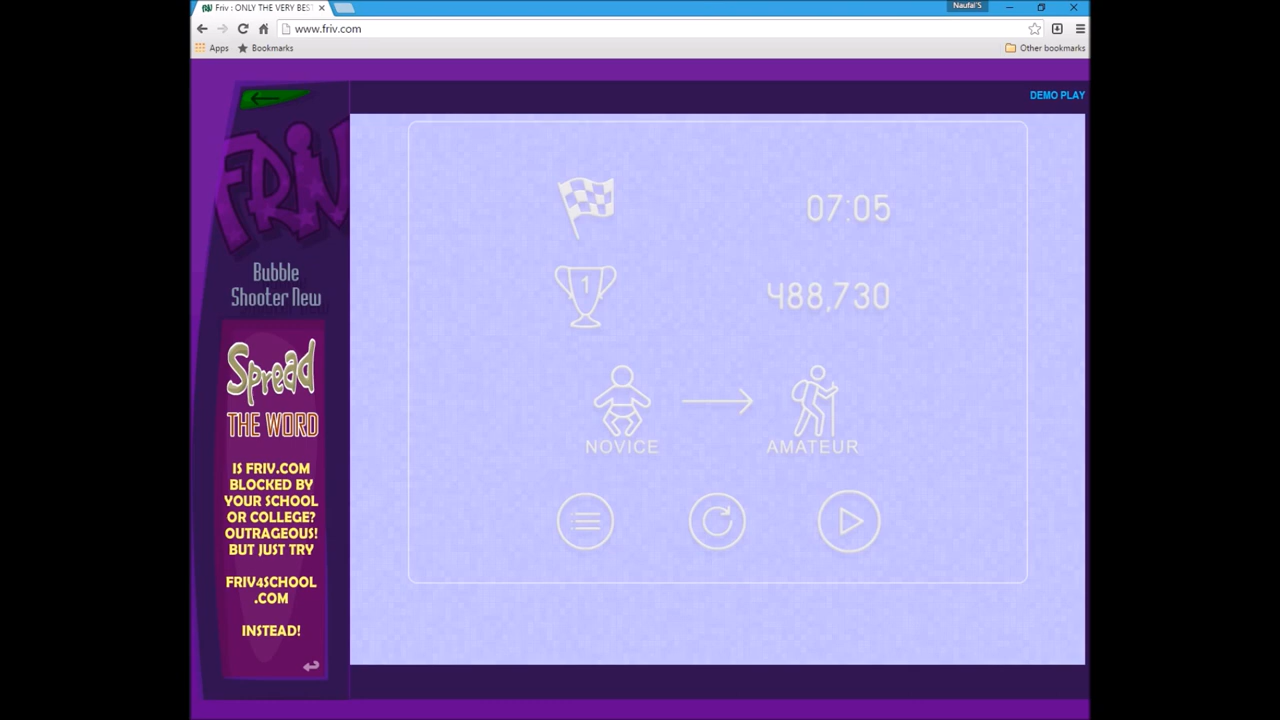 Friv : ONLY THE VERY BEST
Naufal'S
www.friv.com
Apps
Bookmarks
Other bookmarks
DEMO PLAY
FRIV
Bubble
Shooter New
Spread
THE WORD
IS FRIV.COM
BLOCKED BY
YOUR SCHOOL
OR COLLEGE?
OUTRAGEOUS!
BUT JUST TRY
FRIV4SCHOOL
.COM
INSTEAD!
07:05
1
488,730
NOVICE
AMATEUR